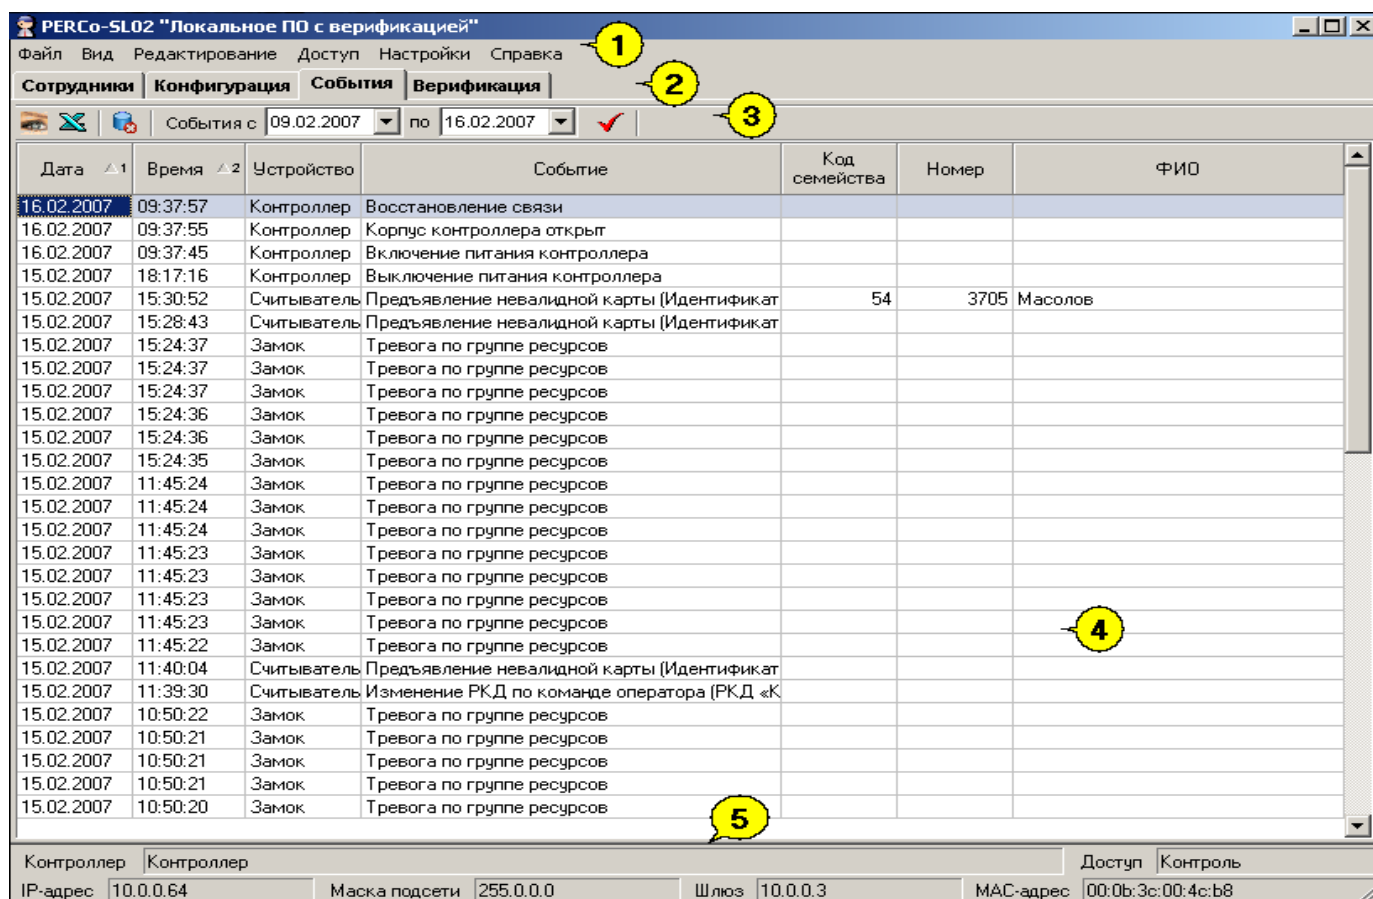 PERCo-SL02 "Локальное ПО с верификацией"
Файл Вид Редактирование Доступ Настройки Справка 1
Сотрудники Конфигурация События Верификация 2
События с 09.02.2007 по 16.02.2007 3
Дата 1 Время 2 Устройство Событие Код семейства Номер ФИО
16.02.2007 09:37:57 Контроллер Восстановление связи
16.02.2007 09:37:55 Контроллер Корпус контроллера открыт
16.02.2007 09:37:45 Контроллер Включение питания контроллера
15.02.2007 18:17:16 Контроллер Выключение питания контроллера
15.02.2007 15:30:52 Считыватель Предъявление невалидной карты (Идентификат 54 3705 Масолов
15.02.2007 15:28:43 Считыватель Предъявление невалидной карты (Идентификат
15.02.2007 15:24:37 Замок Тревога по группе ресурсов
15.02.2007 15:24:37 Замок Тревога по группе ресурсов
15.02.2007 15:24:37 Замок Тревога по группе ресурсов
15.02.2007 15:24:36 Замок Тревога по группе ресурсов
15.02.2007 15:24:36 Замок Тревога по группе ресурсов
15.02.2007 15:24:35 Замок Тревога по группе ресурсов
15.02.2007 11:45:24 Замок Тревога по группе ресурсов
15.02.2007 11:45:24 Замок Тревога по группе ресурсов
15.02.2007 11:45:24 Замок Тревога по группе ресурсов
15.02.2007 11:45:23 Замок Тревога по группе ресурсов
15.02.2007 11:45:23 Замок Тревога по группе ресурсов
15.02.2007 11:45:23 Замок Тревога по группе ресурсов
15.02.2007 11:45:23 Замок Тревога по группе ресурсов 4
15.02.2007 11:45:22 Замок Тревога по группе ресурсов
15.02.2007 11:40:04 Считыватель Предъявление невалидной карты (Идентификат
15.02.2007 11:39:30 Считыватель Изменение РКД по команде оператора (РКД «К
15.02.2007 10:50:22 Замок Тревога по группе ресурсов
15.02.2007 10:50:21 Замок Тревога по группе ресурсов
15.02.2007 10:50:21 Замок Тревога по группе ресурсов
15.02.2007 10:50:21 Замок Тревога по группе ресурсов
15.02.2007 10:50:20 Замок Тревога по группе ресурсов
5
Контроллер Контроллер Доступ Контроль
IP-адрес 10.0.0.64 Маска подсети 255.0.0.0 Шлюз 10.0.0.3 MAC-адрес 00:0b:3c:00:4c:b8